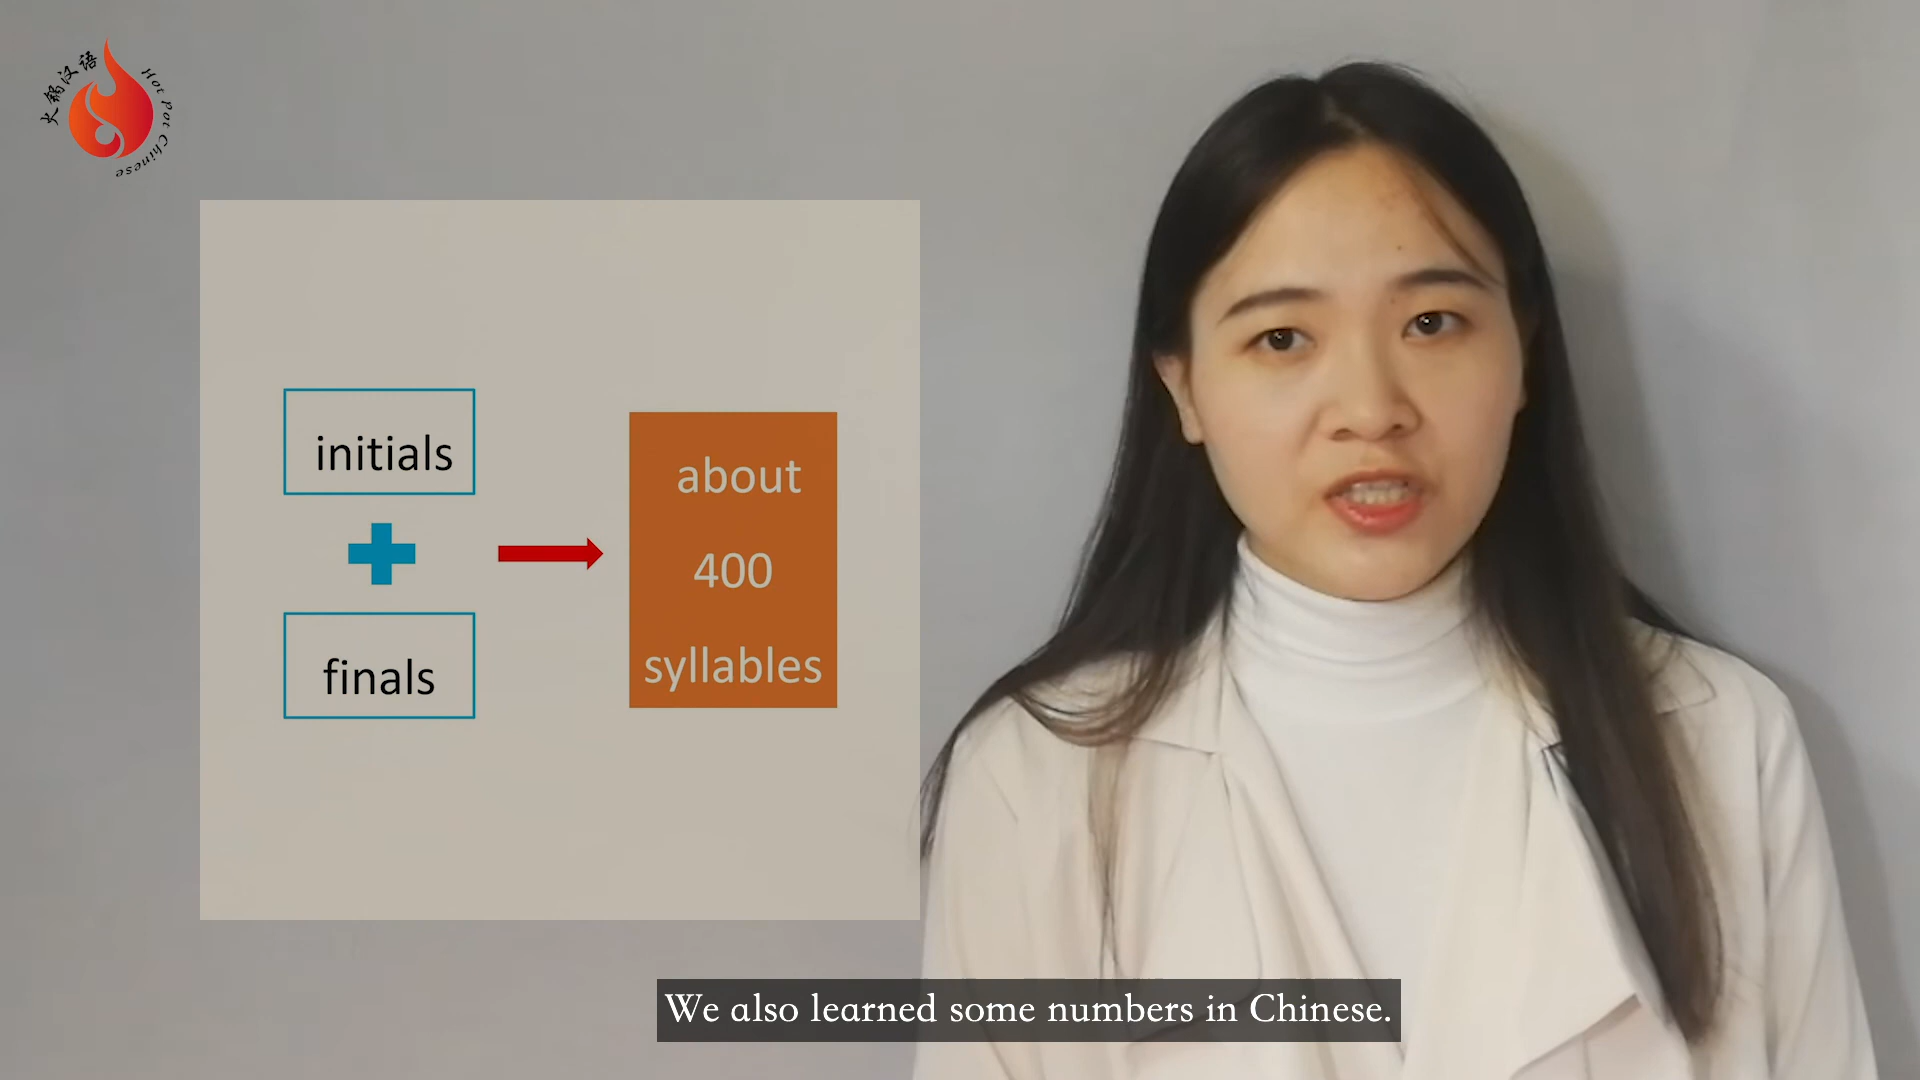 火锅汉语
Hot Pot Chinese
initials
finals
about
400
syllables
We also learned some numbers in Chinese.